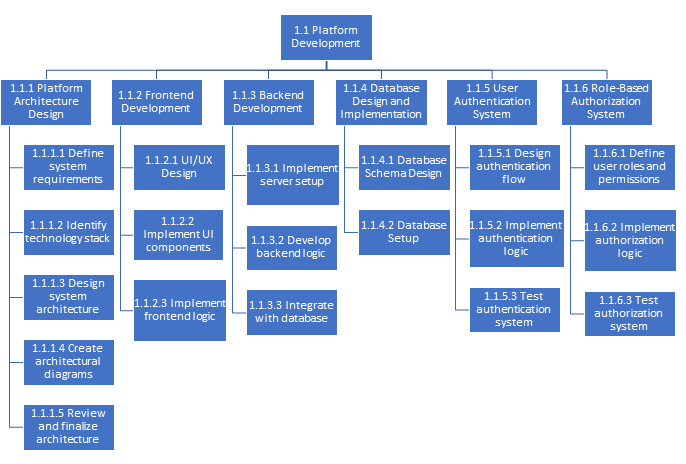 1.1 Platform
Development
1.1.1 Platform
Architecture
Design
1.1.1.1 Define
system
requirements
1.1.1.2 Identify
technology stack
1.1.1.3 Design
system
architecture
1.1.1.4 Create
architectural
diagrams
1.1.1.5 Review
and finalize
architecture
1.1.2 Frontend
Development
1.1.2.1 UI/UX
Design
1.1.2.2
Implement UI
components
1.1.2.3 Implement
frontend logic
1.1.3 Backend
Development
1.1.3.1 Implement
server setup
1.1.3.2 Develop
backend logic
1.1.3.3 Integrate
with database
1.1.4 Database
Design and
Implementation
1.1.4.1 Database
Schema Design
1.1.4.2 Database
Setup
1.1.5 User
Authentication
System
1.1.5.1 Design
authentication
flow
1.1.5.2 Implement
authentication
logic
1.1.5.3 Test
authentication
system
1.1.6 Role-Based
Authorization
System
1.1.6.1 Define
user roles and
permissions
1.1.6.2 Implement
authorization
logic
1.1.6.3 Test
authorization
system